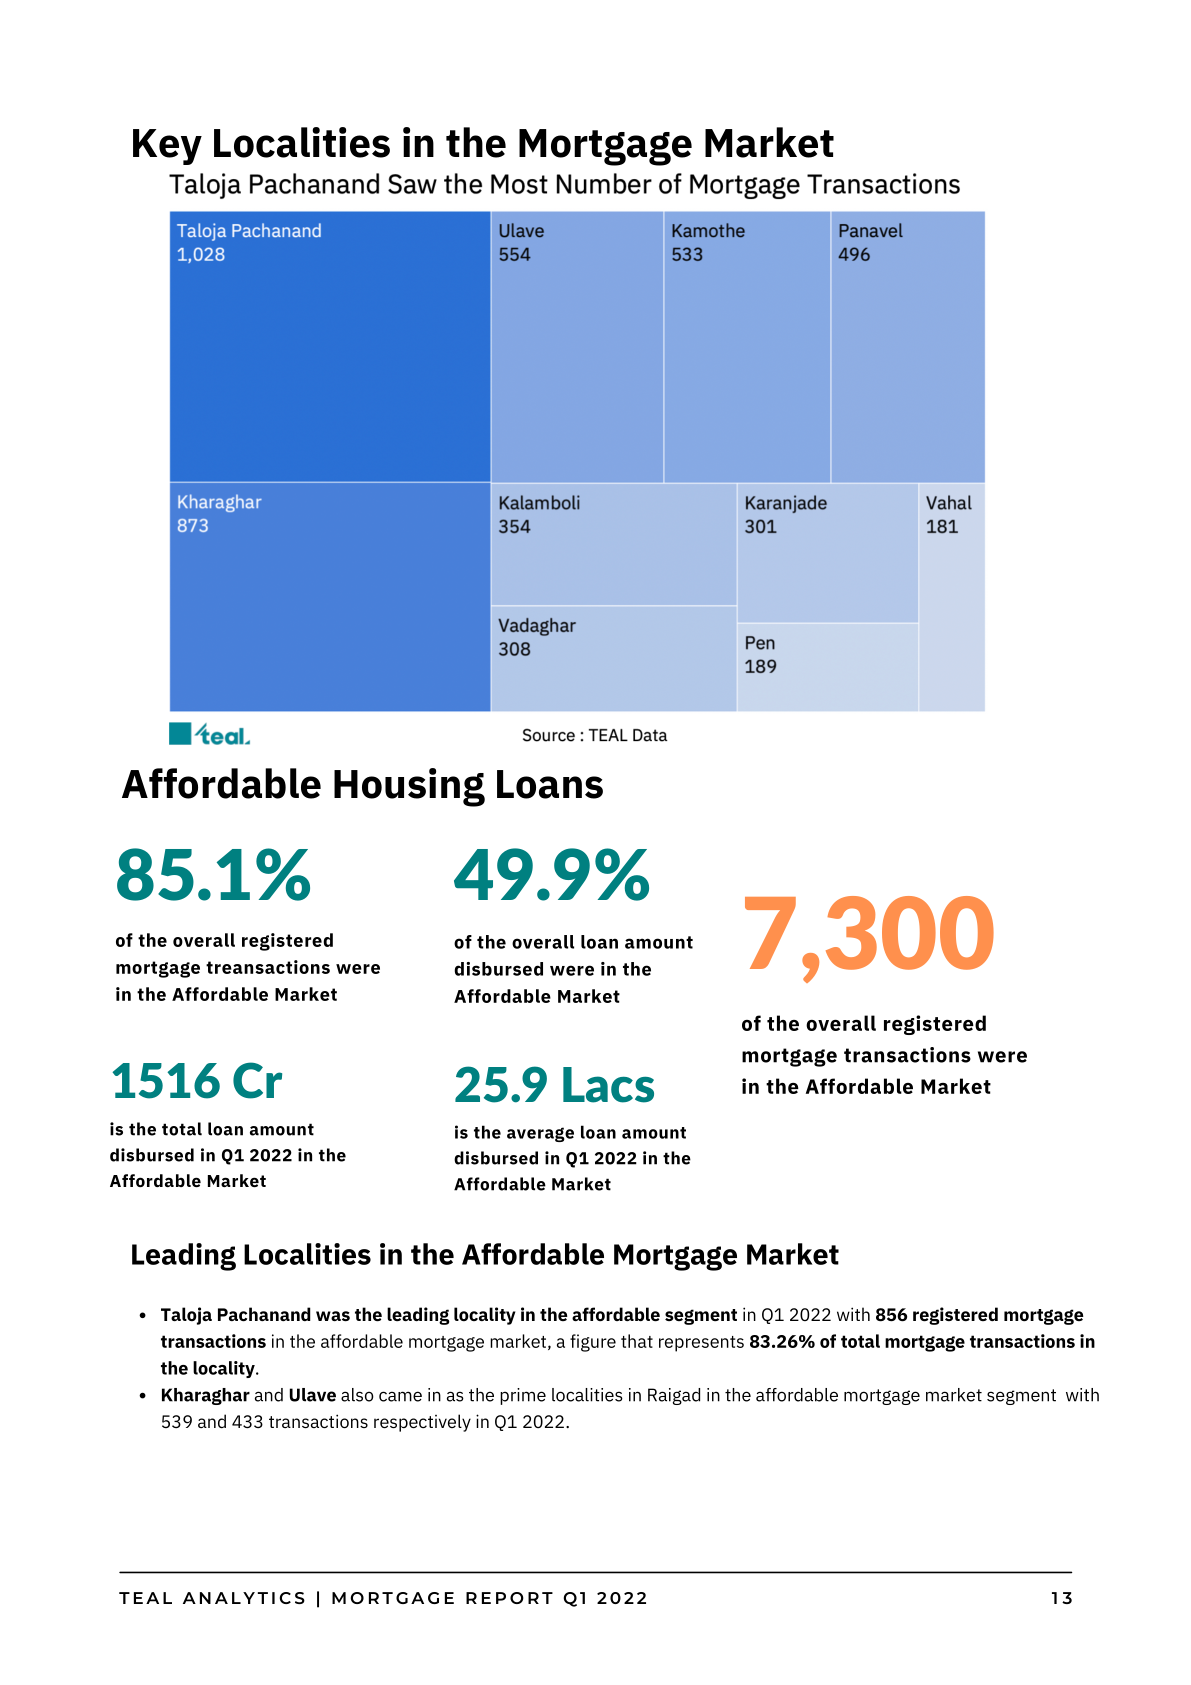 Key Localities in the Mortgage Market
Taloja Pachanand Saw the Most Number of Mortgage Transactions
Taloja Pachanand
1,028
Ulave
554
Kamothe
533
Panavel
496
Kharaghar
873
Kalamboli
354
Karanjade
301
Vahal
181
Vadaghar
308
Pen
189
teal.
Source : TEAL Data
Affordable Housing Loans
85.1%
of the overall registered
mortgage treansactions were
in the Affordable Market
49.9%
of the overall loan amount
disbursed were in the
Affordable Market
7,300
of the overall registered
mortgage transactions were
in the Affordable Market
1516 Cr
is the total loan amount
disbursed in Q1 2022 in the
Affordable Market
25.9 Lacs
is the average loan amount
disbursed in Q1 2022 in the
Affordable Market
Leading Localities in the Affordable Mortgage Market
• Taloja Pachanand was the leading locality in the affordable segment in Q1 2022 with 856 registered mortgage
transactions in the affordable mortgage market, a figure that represents 83.26% of total mortgage transactions in
the locality.
• Kharaghar and Ulave also came in as the prime localities in Raigad in the affordable mortgage market segment with
539 and 433 transactions respectively in Q1 2022.
TEAL ANALYTICS | MORTGAGE REPORT Q1 2022
13